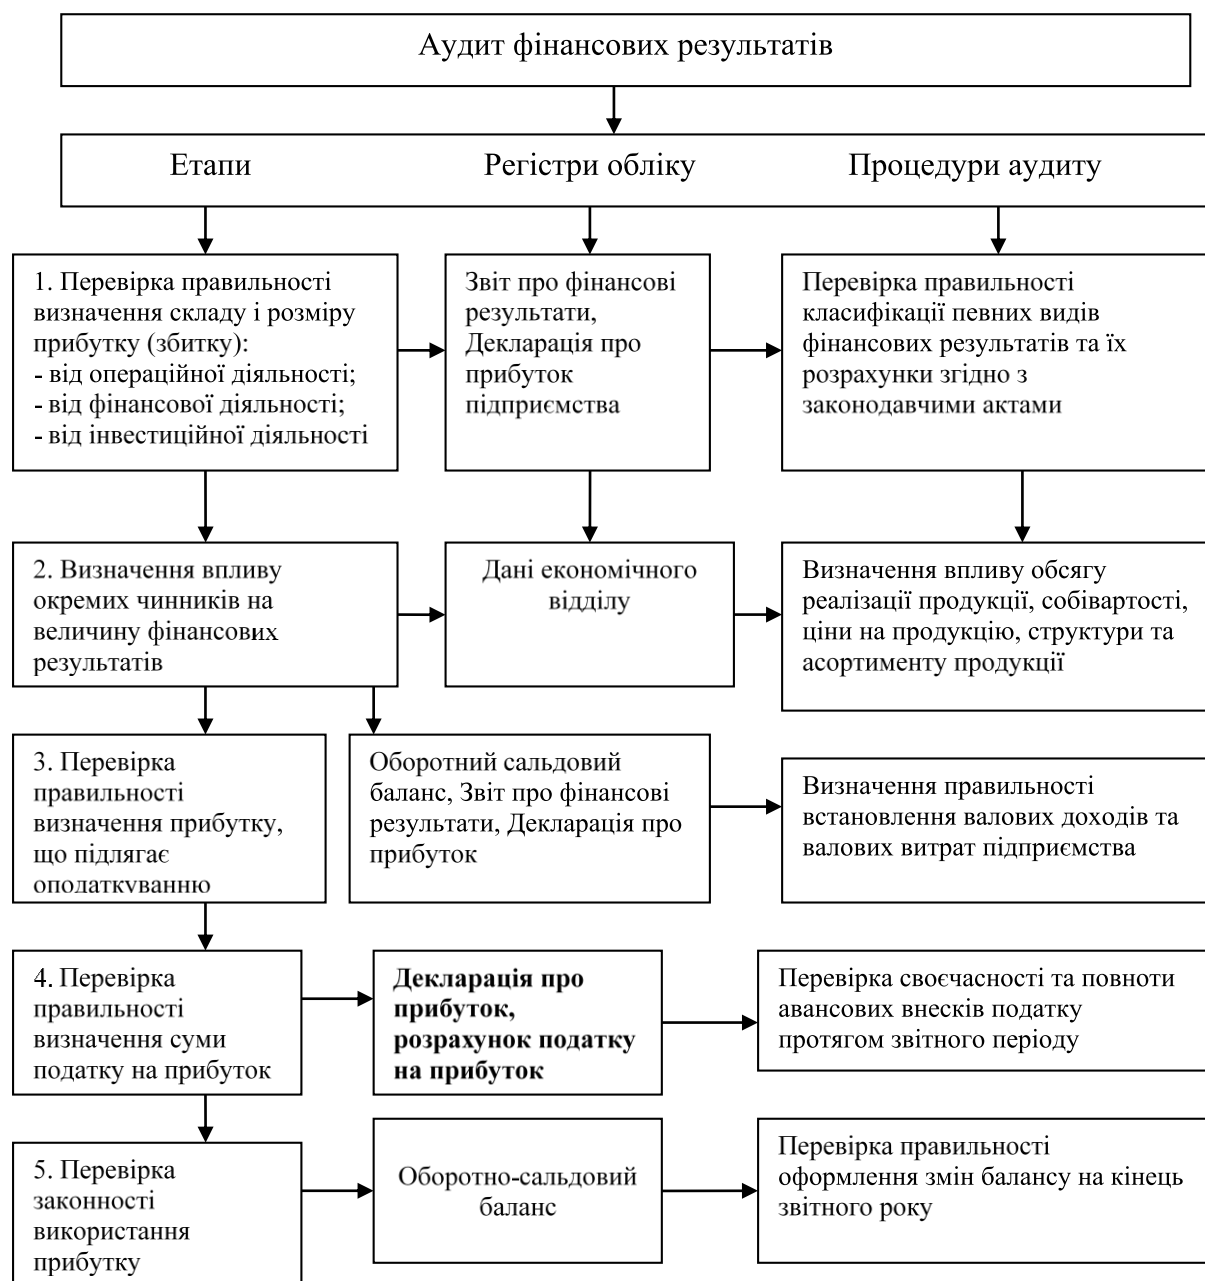 Аудит фінансових результатів
Етапи
Регістри обліку
Процедури аудиту
1. Перевірка правильності
визначення складу і розміру
прибутку (збитку):
- від операційної діяльності;
- від фінансової діяльності;
- від інвестиційної діяльності
Звіт про фінансові
результати,
Декларація про
прибуток
підприємства
Перевірка правильності
класифікації певних видів
фінансових результатів та їх
розрахунки згідно з
законодавчими актами
2. Визначення впливу
окремих чинників на
величину фінансових
результатів
Дані економічного
відділу
Визначення впливу обсягу
реалізації продукції, собівартості,
ціни на продукцію, структури та
асортименту продукції
3. Перевірка
правильності
визначення прибутку,
що підлягає
оподаткуванню
Оборотний сальдовий
баланс, Звіт про фінансові
результати, Декларація про
прибуток
Визначення правильності
встановлення валових доходів та
валових витрат підприємства
4. Перевірка
правильності
визначення суми
податку на прибуток
Декларація про
прибуток,
розрахунок податку
на прибуток
Перевірка своєчасності та повноти
авансових внесків податку
протягом звітного періоду
5. Перевірка
законності
використання
прибутку
Оборотно-сальдовий
баланс
Перевірка правильності
оформлення змін балансу на кінець
звітного року